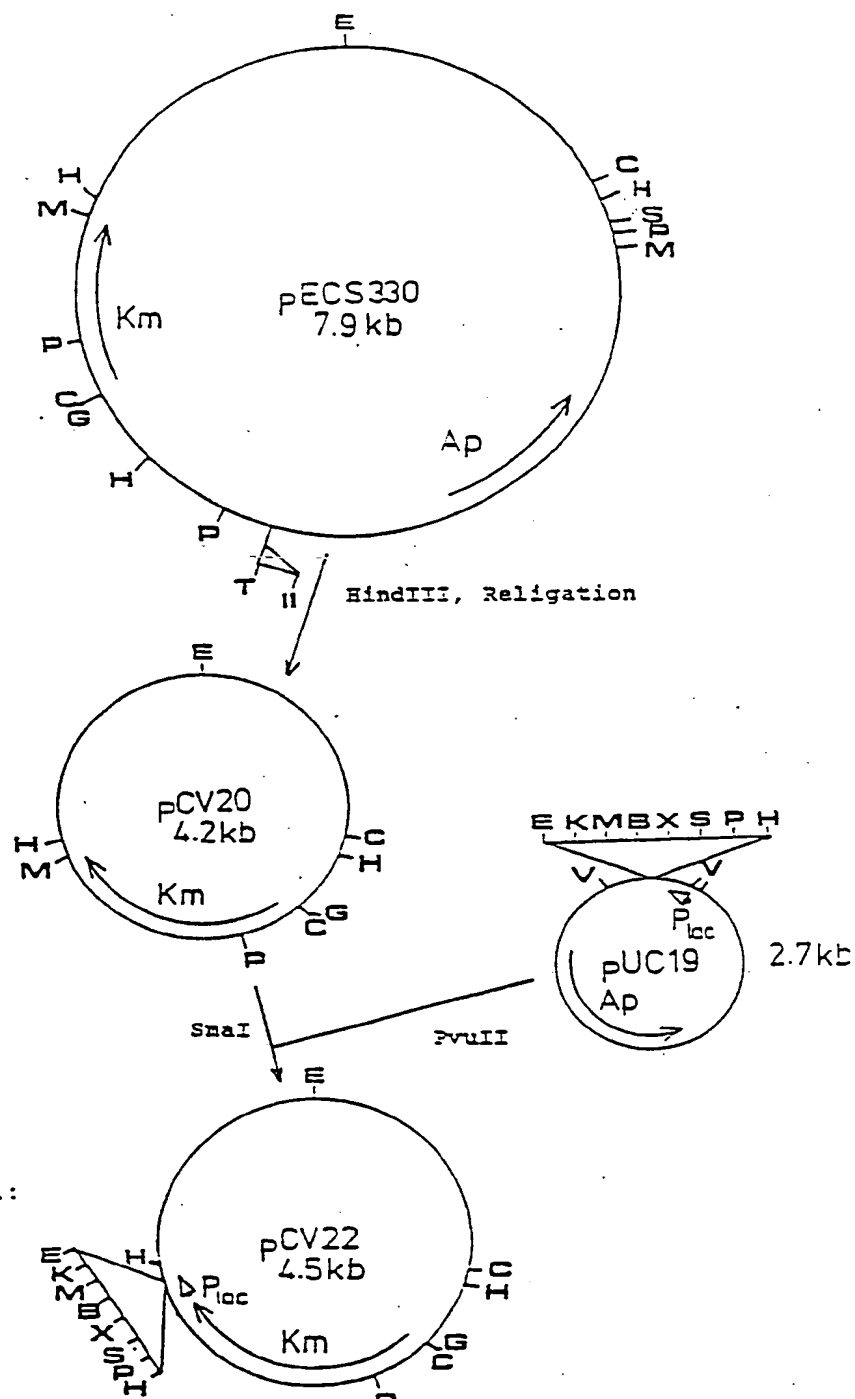 E
C
H
S
P
M
H
M
pECS330
7.9 kb
Km
P
C
G
Ap
H
P
T
II
HindIII, Religation
E
pCV20
4.2kb
E K M B X S P H
H
M
C
H
Km
G
C
P
V
V
Plac
pUC19
2.7kb
Ap
SmaI
PvuII
E
pCV22
4.5kb
E
K
M
B
X
S
P
H
H
Plac
C
H
Km
G
C